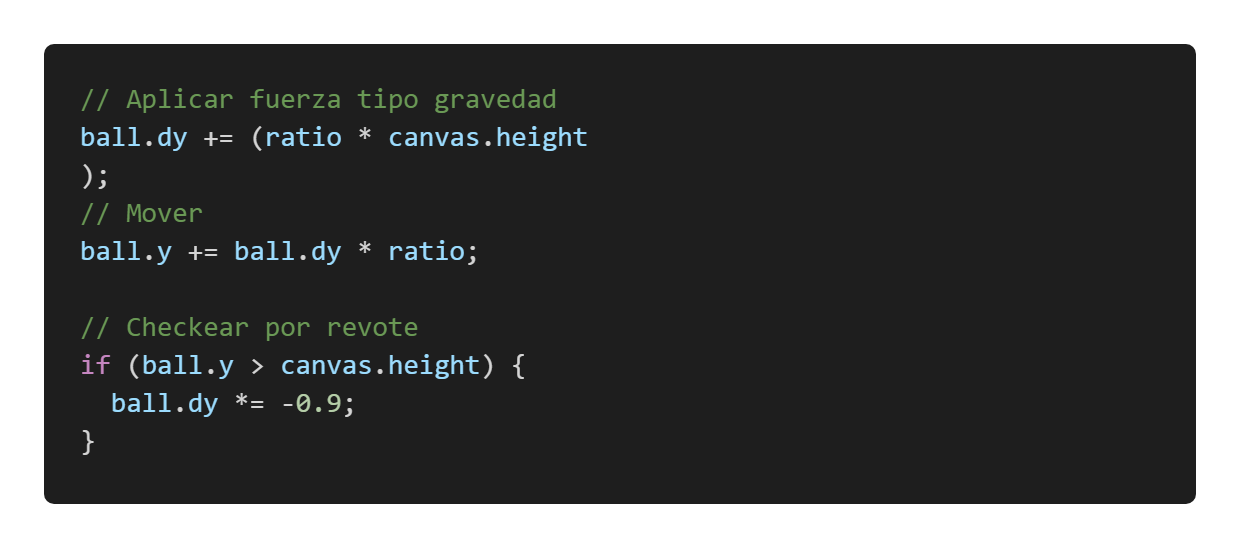 // Aplicar fuerza tipo gravedad
ball.dy += (ratio * canvas.height
);
// Mover
ball.y += ball.dy * ratio;
// Checkear por revote
if (ball.y > canvas.height) {
  ball.dy *= -0.9;
}